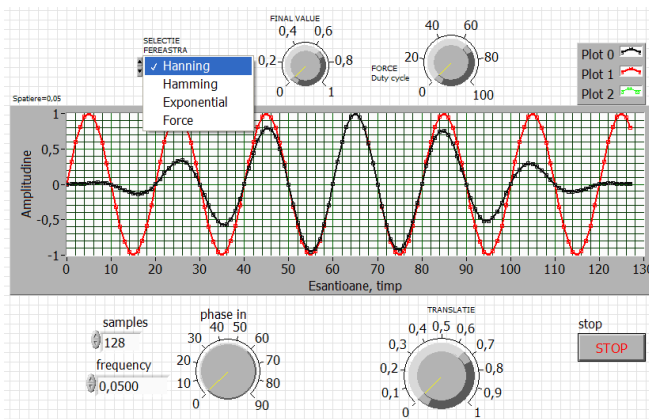 SELECTIE
FEREASTRA
✓ Hanning
Hamming
Exponential
Force
FINAL VALUE
0 0,2 0,4 0,6 0,8 1
FORCE
Duty cycle
0 20 40 60 80 100
Plot 0
Plot 1
Plot 2
Spatiere=0,05
Amplitudine
1
0,5
0
-0,5
-1
0 10 20 30 40 50 60 70 80 90 100 110 120 130
Esantioane, timp
samples
128
frequency
0,0500
phase in
0 10 20 30 40 50 60 70 80 90
TRANSLATIE
0 0,1 0,2 0,3 0,4 0,5 0,6 0,7 0,8 0,9 1
stop
STOP